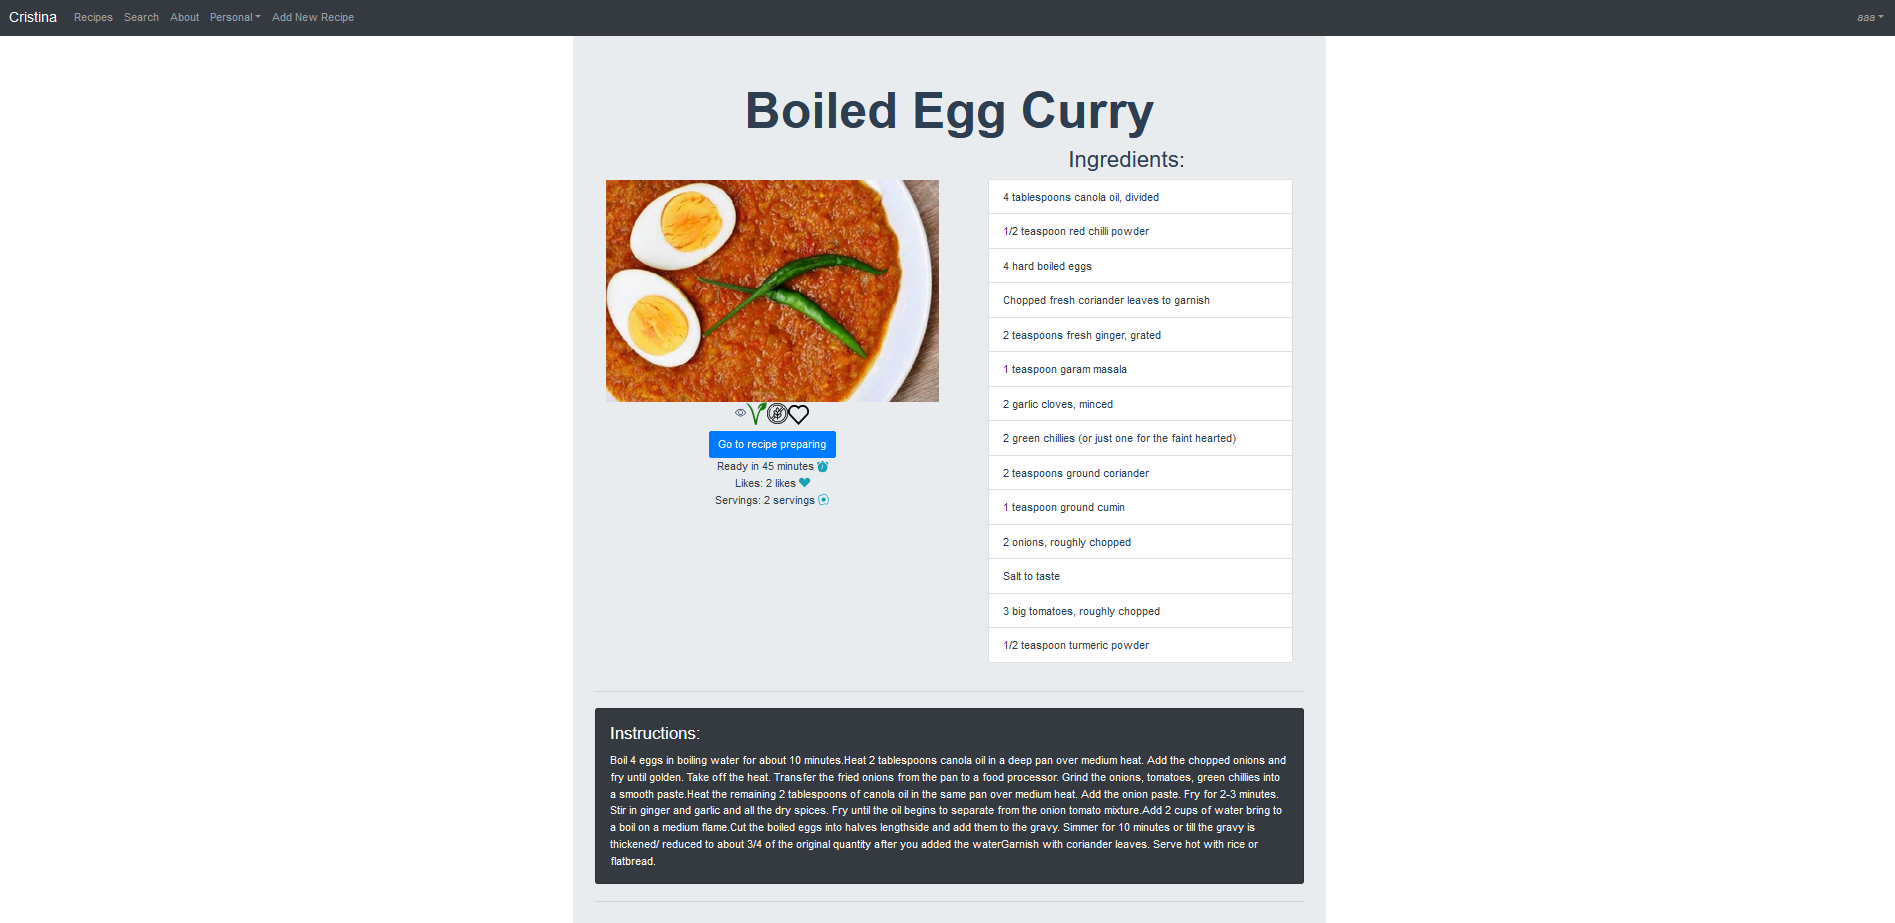 Cristina Recipes Search About Personal Add New Recipe aaa
Boiled Egg Curry
Ingredients:
4 tablespoons canola oil, divided
1/2 teaspoon red chilli powder
4 hard boiled eggs
Chopped fresh coriander leaves to garnish
2 teaspoons fresh ginger, grated
1 teaspoon garam masala
2 garlic cloves, minced
2 green chillies (or just one for the faint hearted)
2 teaspoons ground coriander
1 teaspoon ground cumin
2 onions, roughly chopped
Salt to taste
3 big tomatoes, roughly chopped
1/2 teaspoon turmeric powder
Go to recipe preparing
Ready in 45 minutes
Likes: 2 likes
Servings: 2 servings
Instructions:
Boil 4 eggs in boiling water for about 10 minutes.Heat 2 tablespoons canola oil in a deep pan over medium heat. Add the chopped onions and
fry until golden. Take off the heat. Transfer the fried onions from the pan to a food processor. Grind the onions, tomatoes, green chillies into
a smooth paste.Heat the remaining 2 tablespoons of canola oil in the same pan over medium heat. Add the onion paste. Fry for 2-3 minutes.
Stir in ginger and garlic and all the dry spices. Fry until the oil begins to separate from the onion tomato mixture.Add 2 cups of water bring to
a boil on a medium flame.Cut the boiled eggs into halves lengthside and add them to the gravy. Simmer for 10 minutes or till the gravy is
thickened/ reduced to about 3/4 of the original quantity after you added the waterGarnish with coriander leaves. Serve hot with rice or
flatbread.